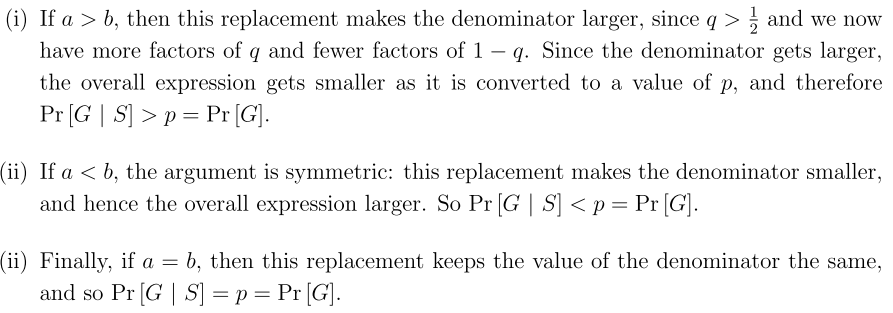 (i) If a > b, then this replacement makes the denominator larger, since q > 1/2 and we now
have more factors of q and fewer factors of 1 − q. Since the denominator gets larger,
the overall expression gets smaller as it is converted to a value of p, and therefore
Pr [G | S] > p = Pr [G].
(ii) If a < b, the argument is symmetric: this replacement makes the denominator smaller,
and hence the overall expression larger. So Pr [G | S] < p = Pr [G].
(ii) Finally, if a = b, then this replacement keeps the value of the denominator the same,
and so Pr [G | S] = p = Pr [G].